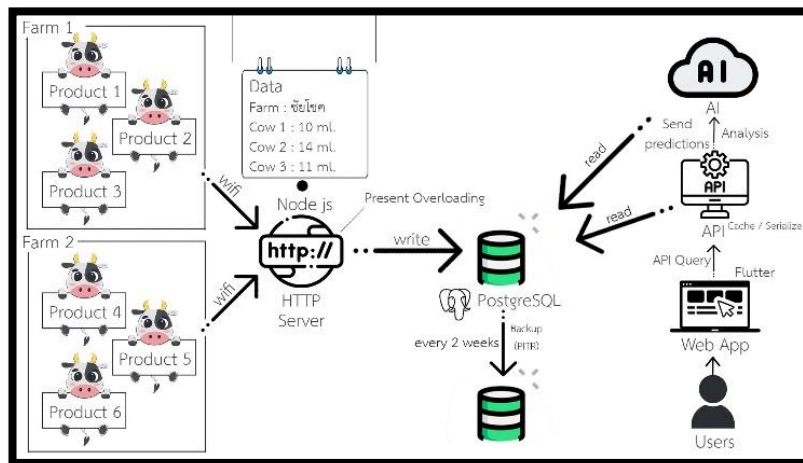 Farm 1
Product 1
Product 2
Product 3
wifi
Farm 2
Product 4
Product 5
Product 6
wifi
Data
Farm : ชัยโชค
Cow 1 : 10 ml.
Cow 2 : 14 ml.
Cow 3 : 11 ml.
Node js
Present Overloading
http://
HTTP
Server
write
PostgreSQL
every 2 weeks
Backup
(PITR)
read
read
AI
AI
Send
predictions
Analysis
API
API
Cache / Serialize
API Query
Flutter
Web App
Users